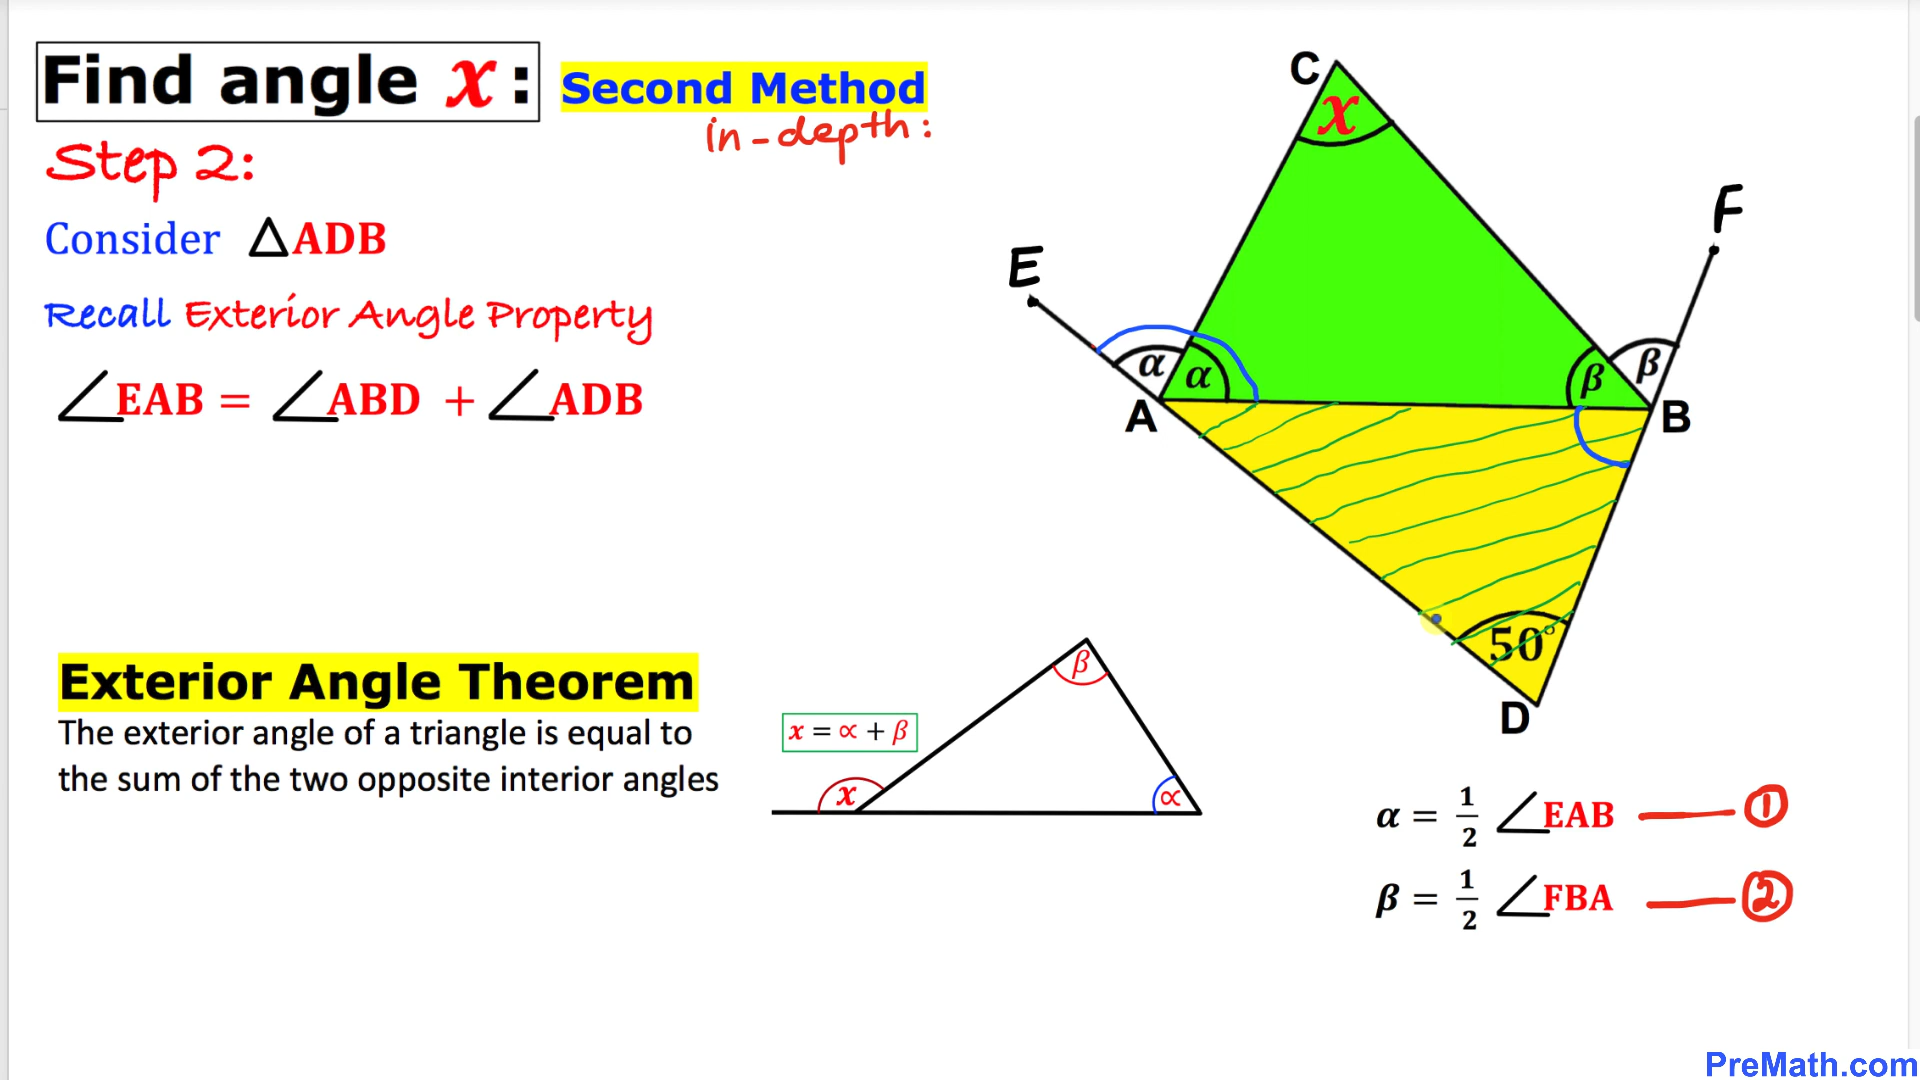 Find angle x:
Second Method
in-depth:
Step 2:
Consider △ADB
Recall Exterior Angle Property
∠EAB = ∠ABD + ∠ADB
C
x
F
E
α
α
β
β
A
B
50°
D
Exterior Angle Theorem
The exterior angle of a triangle is equal to
the sum of the two opposite interior angles
x = ∝ + β
β
x
∝
α = 1/2 ∠EAB — ①
β = 1/2 ∠FBA — ②
PreMath.com